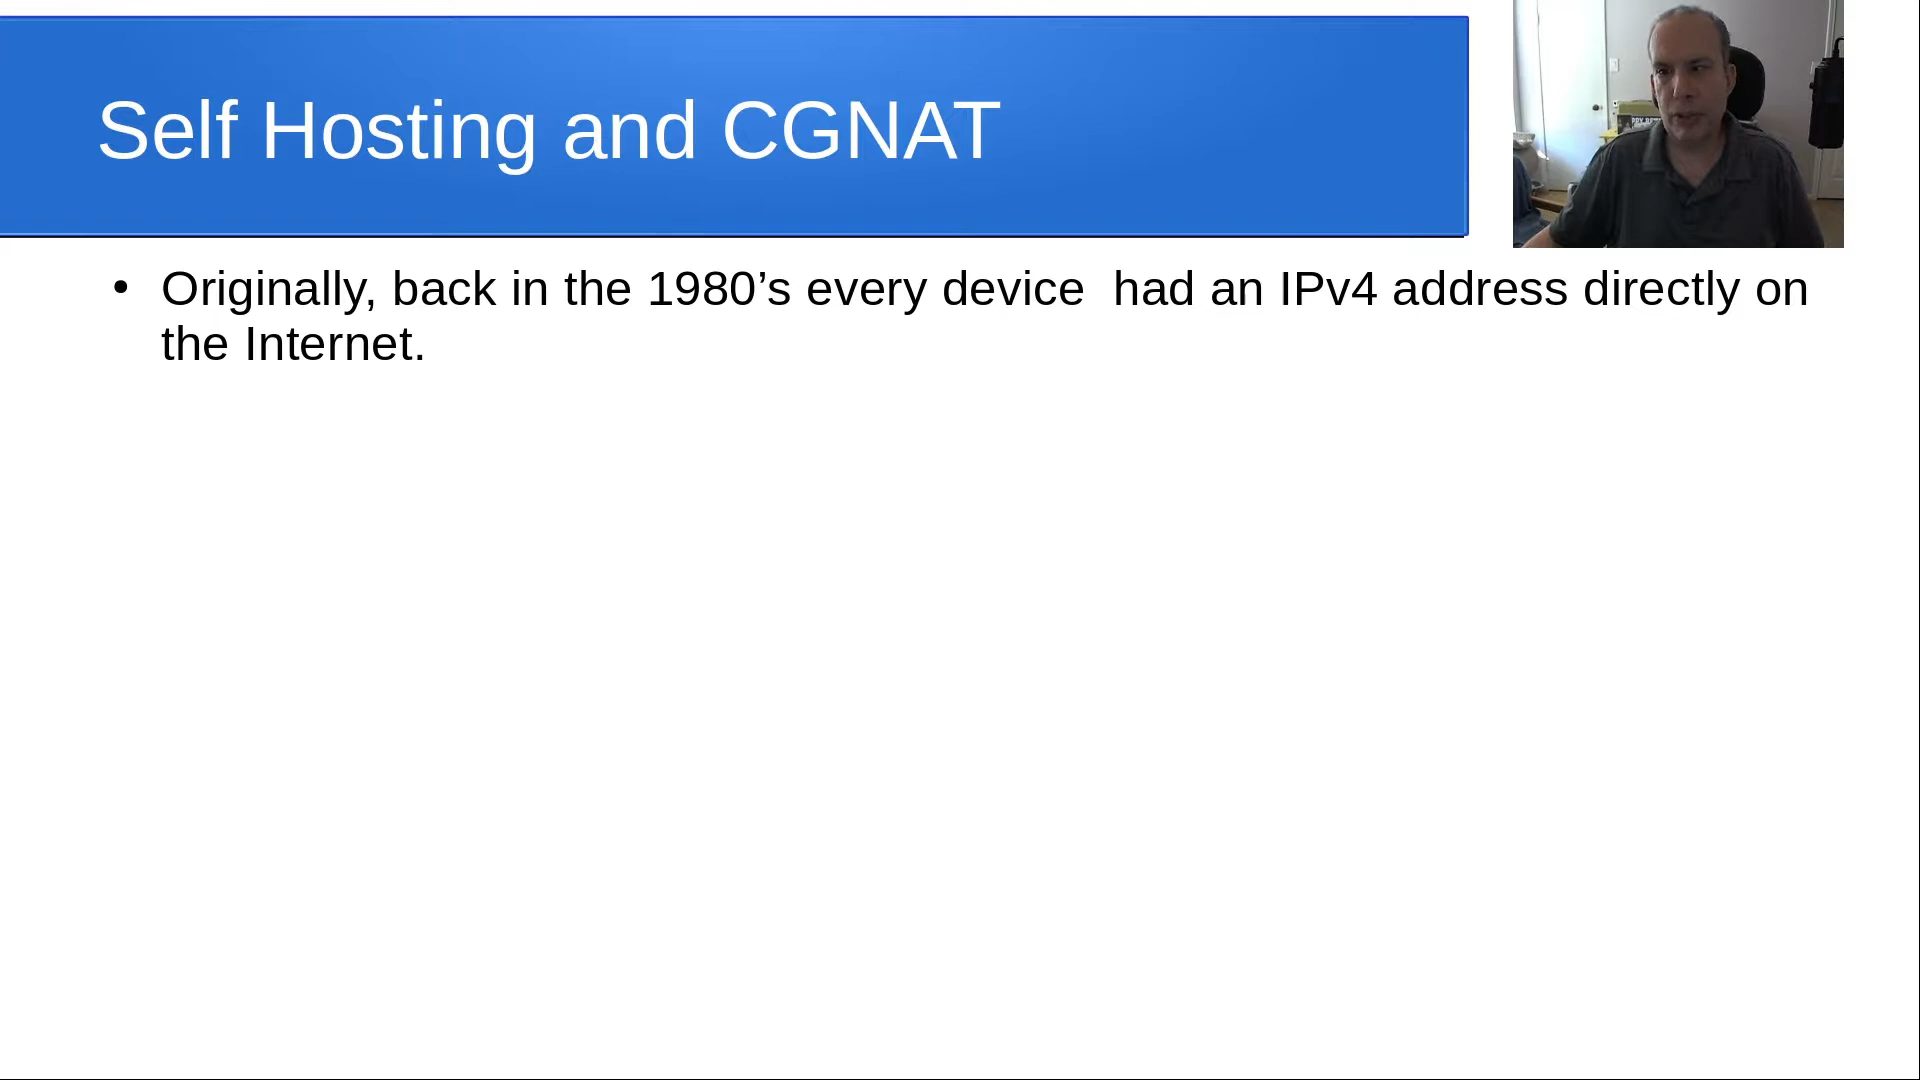 Self Hosting and CGNAT
• Originally, back in the 1980’s every device  had an IPv4 address directly on
the Internet.